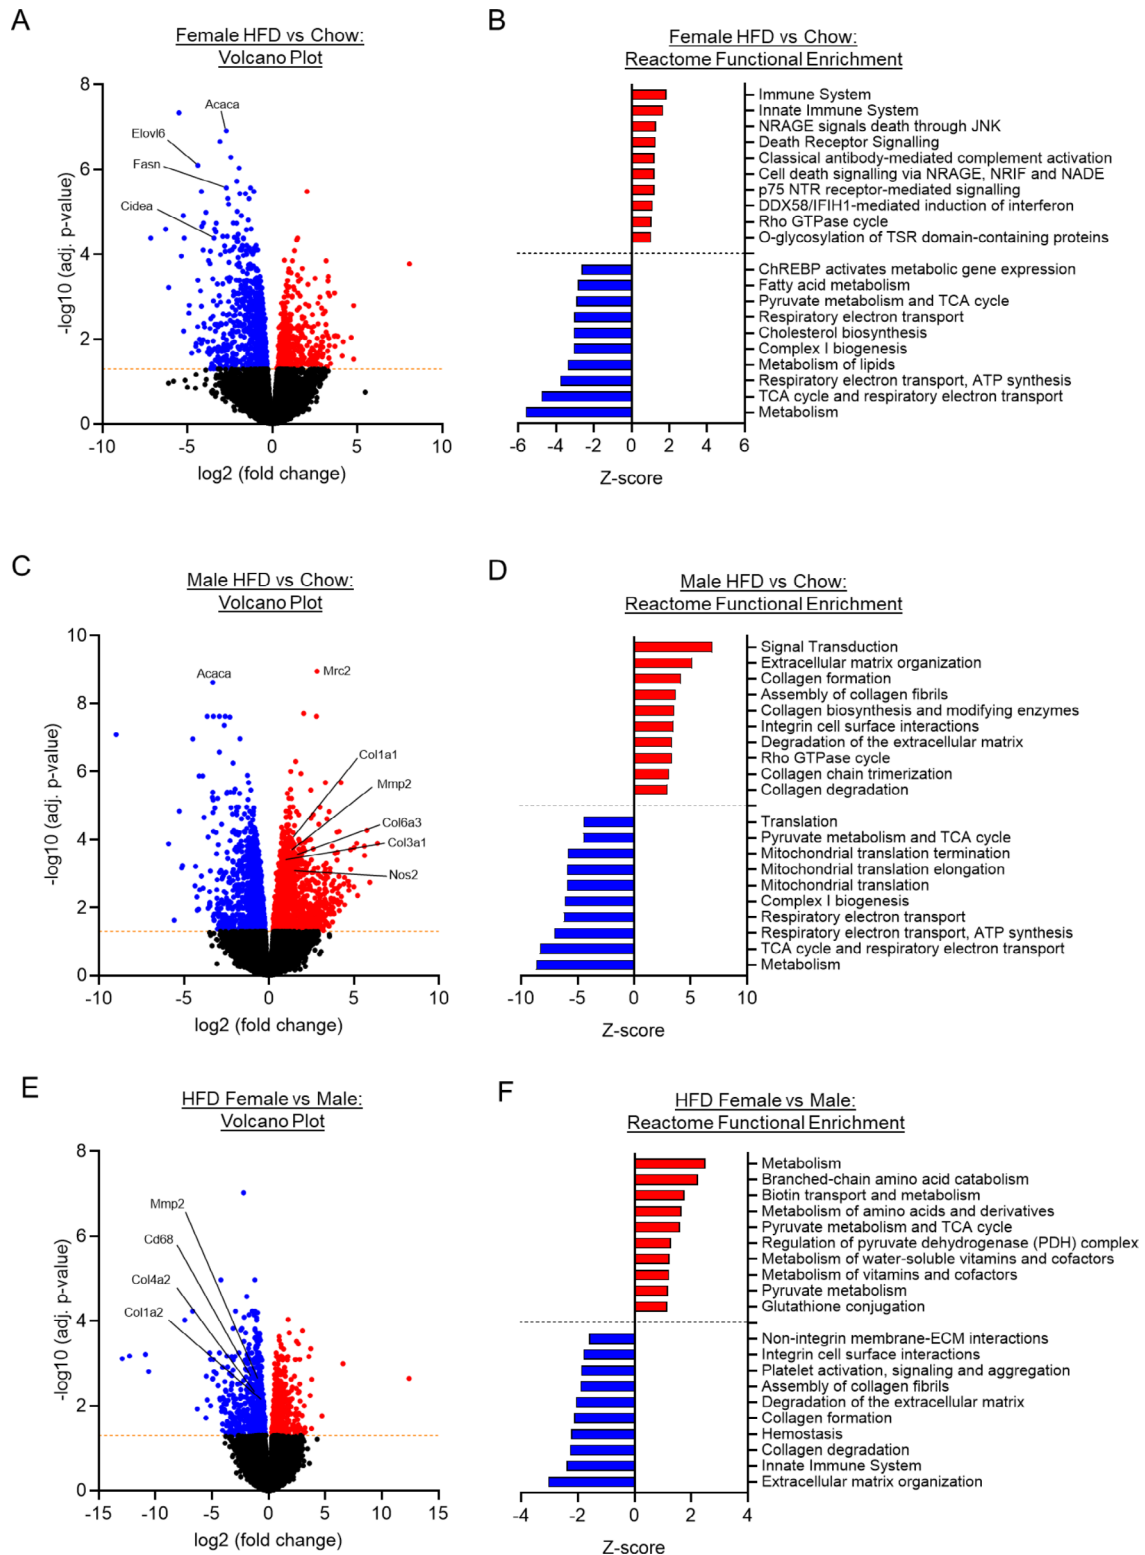 A
Female HFD vs Chow:
Volcano Plot
8
6
4
2
0
-log10 (adj. p-value)
Acaca
Elovl6
Fasn
Cidea
-10
-5
0
5
10
log2 (fold change)
B
Female HFD vs Chow:
Reactome Functional Enrichment
Immune System
Innate Immune System
NRAGE signals death through JNK
Death Receptor Signalling
Classical antibody-mediated complement activation
Cell death signalling via NRAGE, NRIF and NADE
p75 NTR receptor-mediated signalling
DDX58/IFIH1-mediated induction of interferon
Rho GTPase cycle
O-glycosylation of TSR domain-containing proteins
ChREBP activates metabolic gene expression
Fatty acid metabolism
Pyruvate metabolism and TCA cycle
Respiratory electron transport
Cholesterol biosynthesis
Complex I biogenesis
Metabolism of lipids
Respiratory electron transport, ATP synthesis
TCA cycle and respiratory electron transport
Metabolism
-6
-4
-2
0
2
4
6
Z-score
C
Male HFD vs Chow:
Volcano Plot
10
8
6
4
2
0
-log10 (adj. p-value)
Acaca
Mrc2
Col1a1
Mmp2
Col6a3
Col3a1
Nos2
-10
-5
0
5
10
log2 (fold change)
D
Male HFD vs Chow:
Reactome Functional Enrichment
Signal Transduction
Extracellular matrix organization
Collagen formation
Assembly of collagen fibrils
Collagen biosynthesis and modifying enzymes
Integrin cell surface interactions
Degradation of the extracellular matrix
Rho GTPase cycle
Collagen chain trimerization
Collagen degradation
Translation
Pyruvate metabolism and TCA cycle
Mitochondrial translation termination
Mitochondrial translation elongation
Mitochondrial translation
Complex I biogenesis
Respiratory electron transport
Respiratory electron transport, ATP synthesis
TCA cycle and respiratory electron transport
Metabolism
-10
-5
0
5
10
Z-score
E
HFD Female vs Male:
Volcano Plot
8
6
4
2
0
-log10 (adj. p-value)
Mmp2
Cd68
Col4a2
Col1a2
-15
-10
-5
0
5
10
15
log2 (fold change)
F
HFD Female vs Male:
Reactome Functional Enrichment
Metabolism
Branched-chain amino acid catabolism
Biotin transport and metabolism
Metabolism of amino acids and derivatives
Pyruvate metabolism and TCA cycle
Regulation of pyruvate dehydrogenase (PDH) complex
Metabolism of water-soluble vitamins and cofactors
Metabolism of vitamins and cofactors
Pyruvate metabolism
Glutathione conjugation
Non-integrin membrane-ECM interactions
Integrin cell surface interactions
Platelet activation, signaling and aggregation
Assembly of collagen fibrils
Degradation of the extracellular matrix
Collagen formation
Hemostasis
Collagen degradation
Innate Immune System
Extracellular matrix organization
-4
-2
0
2
4
Z-score